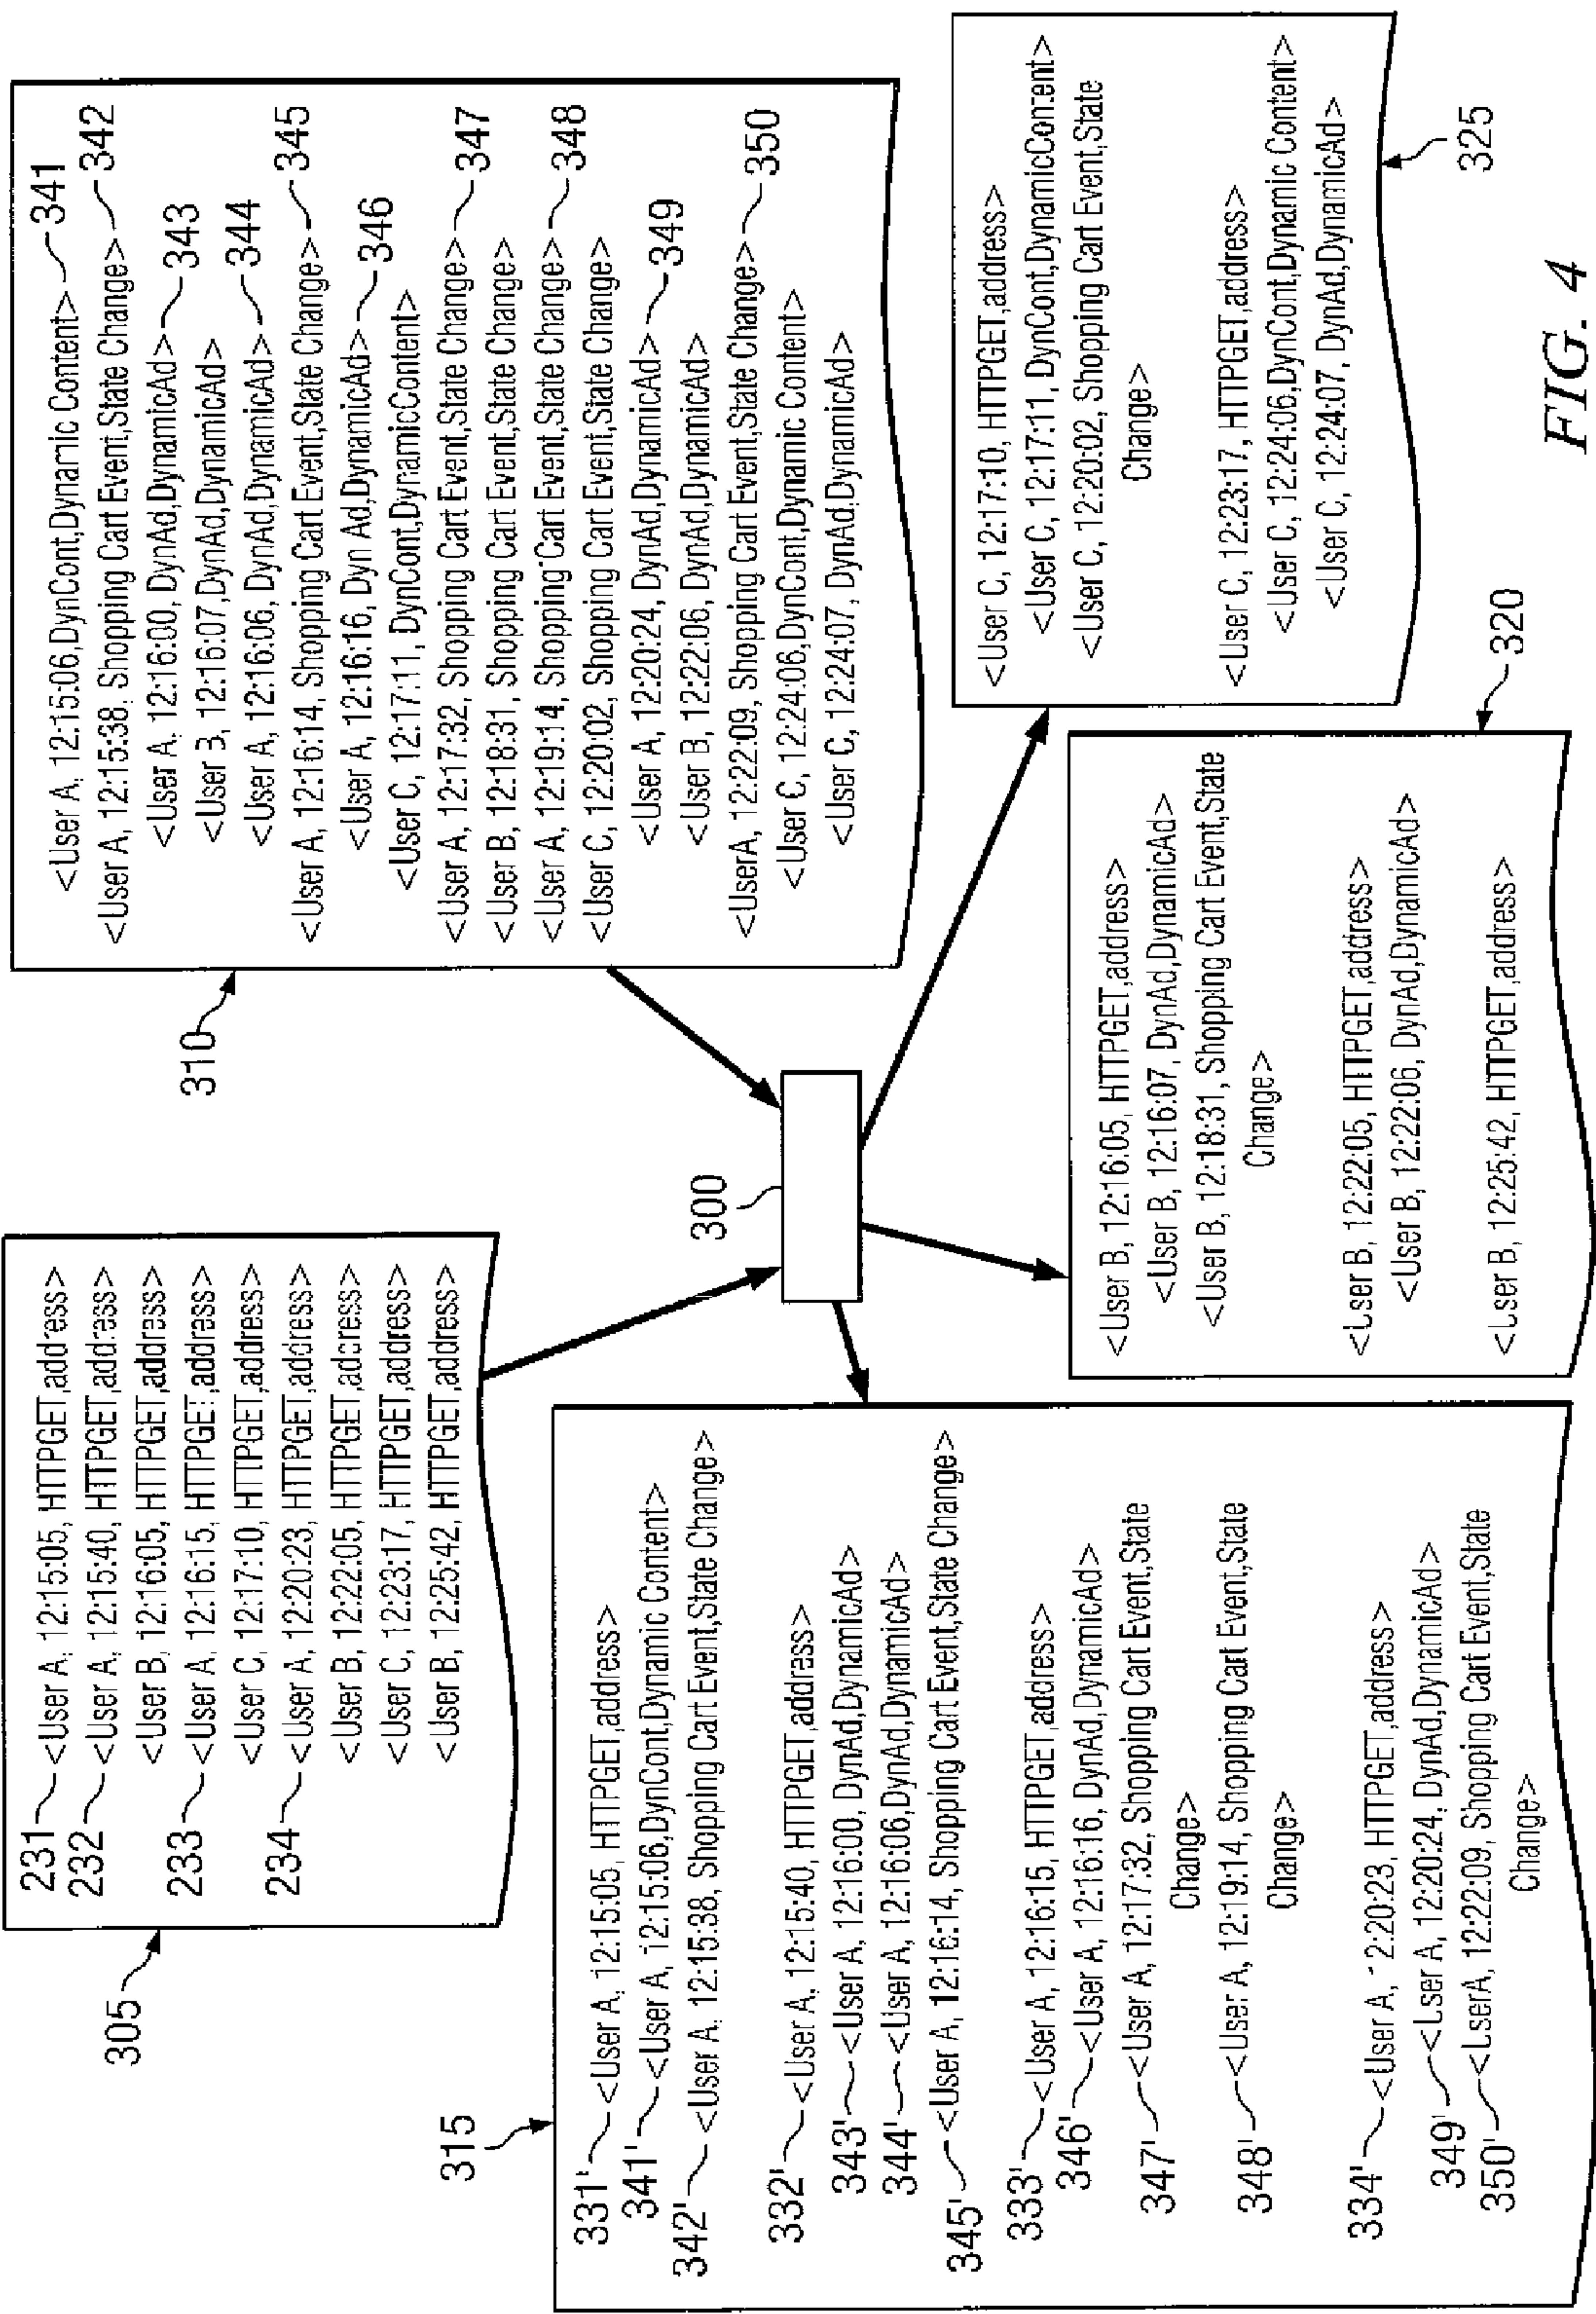 305
231 <User A, 12:15:05, HTTPGET,address>
232 <User A, 12:15:40, HTTPGET,address>
<User B, 12:16:05, HTTPGET,address>
233 <User A, 12:16:15, HTTPGET,address>
<User C, 12:17:10, HTTPGET,address>
234 <User A, 12:20:23, HTTPGET,address>
<User B, 12:22:05, HTTPGET,address>
<User C, 12:23:17, HTTPGET,address>
<User B, 12:25:42, HTTPGET,address>
310
<User A, 12:15:06,DynCont,Dynamic Content> 341
<User A, 12:15:38, Shopping Cart Event,State Change> 342
<User A, 12:16:00, DynAd,DynamicAd> 343
<User B, 12:16:07,DynAd,DynamicAd>
<User A, 12:16:06, DynAd,DynamicAd> 344
<User A, 12:16:14, Shopping Cart Event,State Change> 345
<User A, 12:16:16, Dyn Ad,DynamicAd> 346
<User C, 12:17:11, DynCont,DynamicContent>
<User A, 12:17:32, Shopping Cart Event,State Change> 347
<User B, 12:18:31, Shopping Cart Event,State Change>
<User A, 12:19:14, Shopping Cart Event,State Change> 348
<User C, 12:20:02, Shopping Cart Event,State Change>
<User A, 12:20:24, DynAd,DynamicAd> 349
<User B, 12:22:06, DynAd,DynamicAd>
<UserA, 12:22:09, Shopping Cart Event,State Change> 350
<User C, 12:24:06,DynCont,Dynamic Content>
<User C, 12:24:07, DynAd,DynamicAd>
300
315
331' <User A, 12:15:05, HTTPGET,address>
341' <User A, 12:15:06,DynCont,Dynamic Content>
342' <User A, 12:15:38, Shopping Cart Event,State Change>
332' <User A, 12:15:40, HTTPGET,address>
343' <User A, 12:16:00, DynAd,DynamicAd>
344' <User A, 12:16:06,DynAd,DynamicAd>
345' <User A, 12:16:14, Shopping Cart Event,State Change>
333' <User A, 12:16:15, HTTPGET,address>
346' <User A, 12:16:16, DynAd,DynamicAd>
347' <User A, 12:17:32, Shopping Cart Event,State
Change>
348' <User A, 12:19:14, Shopping Cart Event,State
Change>
334' <User A, 12:20:23, HTTPGET,address>
349' <User A, 12:20:24, DynAd,DynamicAd>
350' <UserA, 12:22:09, Shopping Cart Event,State
Change>
<User B, 12:16:05, HTTPGET,address>
<User B, 12:16:07, DynAd,DynamicAd>
<User B, 12:18:31, Shopping Cart Event,State
Change>
<User B, 12:22:05, HTTPGET,address>
<User B, 12:22:06, DynAd,DynamicAd>
<User B, 12:25:42, HTTPGET,address>
320
<User C, 12:17:10, HTTPGET,address>
<User C, 12:17:11, DynCont,DynamicContent>
<User C, 12:20:02, Shopping Cart Event,State
Change>
<User C, 12:23:17, HTTPGET,address>
<User C, 12:24:06,DynCont,Dynamic Content>
<User C, 12:24:07, DynAd,DynamicAd>
325
FIG. 4